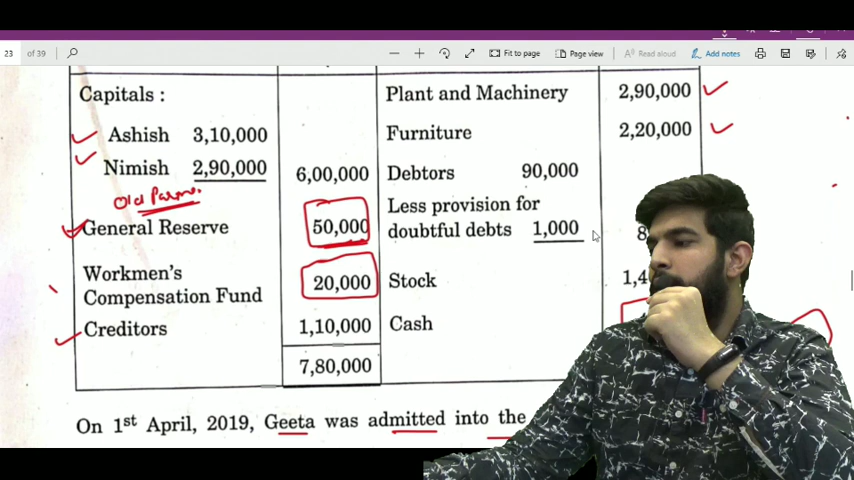 23 of 39
Fit to page
Page view
Read aloud
Add notes
Capitals :
Plant and Machinery 2,90,000
Ashish 3,10,000
Furniture 2,20,000
Nimish 2,90,000 6,00,000
Debtors 90,000
Old
General Reserve 50,000
Less provision for
doubtful debts 1,000
Workmen's
Compensation Fund 20,000
Stock
Creditors 1,10,000
Cash
7,80,000
On 1st April, 2019, Geeta was admitted into the